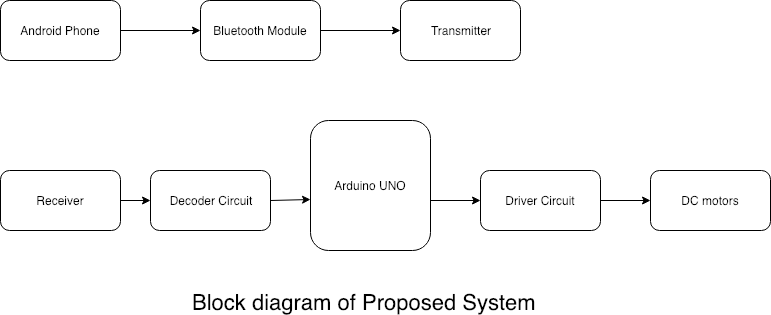 Android Phone
Bluetooth Module
Transmitter
Receiver
Decoder Circuit
Arduino UNO
Driver Circuit
DC motors
Block diagram of Proposed System